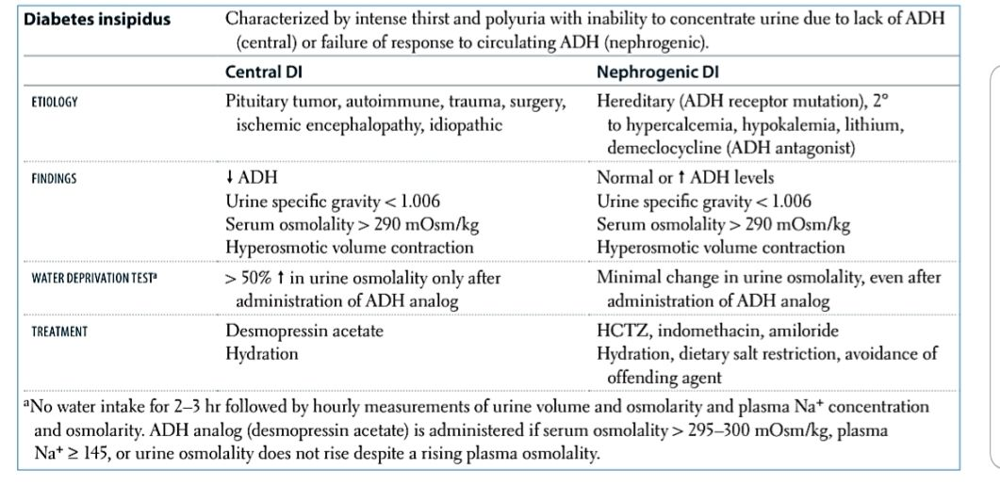 Diabetes insipidus Characterized by intense thirst and polyuria with inability to concentrate urine due to lack of ADH
(central) or failure of response to circulating ADH (nephrogenic).
Central DI Nephrogenic DI
ETIOLOGY Pituitary tumor, autoimmune, trauma, surgery, Hereditary (ADH receptor mutation), 2°
ischemic encephalopathy, idiopathic to hypercalcemia, hypokalemia, lithium,
demeclocycline (ADH antagonist)
FINDINGS ↓ ADH Normal or ↑ ADH levels
Urine specific gravity < 1.006 Urine specific gravity < 1.006
Serum osmolality > 290 mOsm/kg Serum osmolality > 290 mOsm/kg
Hyperosmotic volume contraction Hyperosmotic volume contraction
WATER DEPRIVATION TESTᵃ > 50% ↑ in urine osmolality only after Minimal change in urine osmolality, even after
administration of ADH analog administration of ADH analog
TREATMENT Desmopressin acetate HCTZ, indomethacin, amiloride
Hydration Hydration, dietary salt restriction, avoidance of
offending agent
ᵃNo water intake for 2–3 hr followed by hourly measurements of urine volume and osmolarity and plasma Na⁺ concentration
and osmolarity. ADH analog (desmopressin acetate) is administered if serum osmolality > 295–300 mOsm/kg, plasma
Na⁺ ≥ 145, or urine osmolality does not rise despite a rising plasma osmolality.